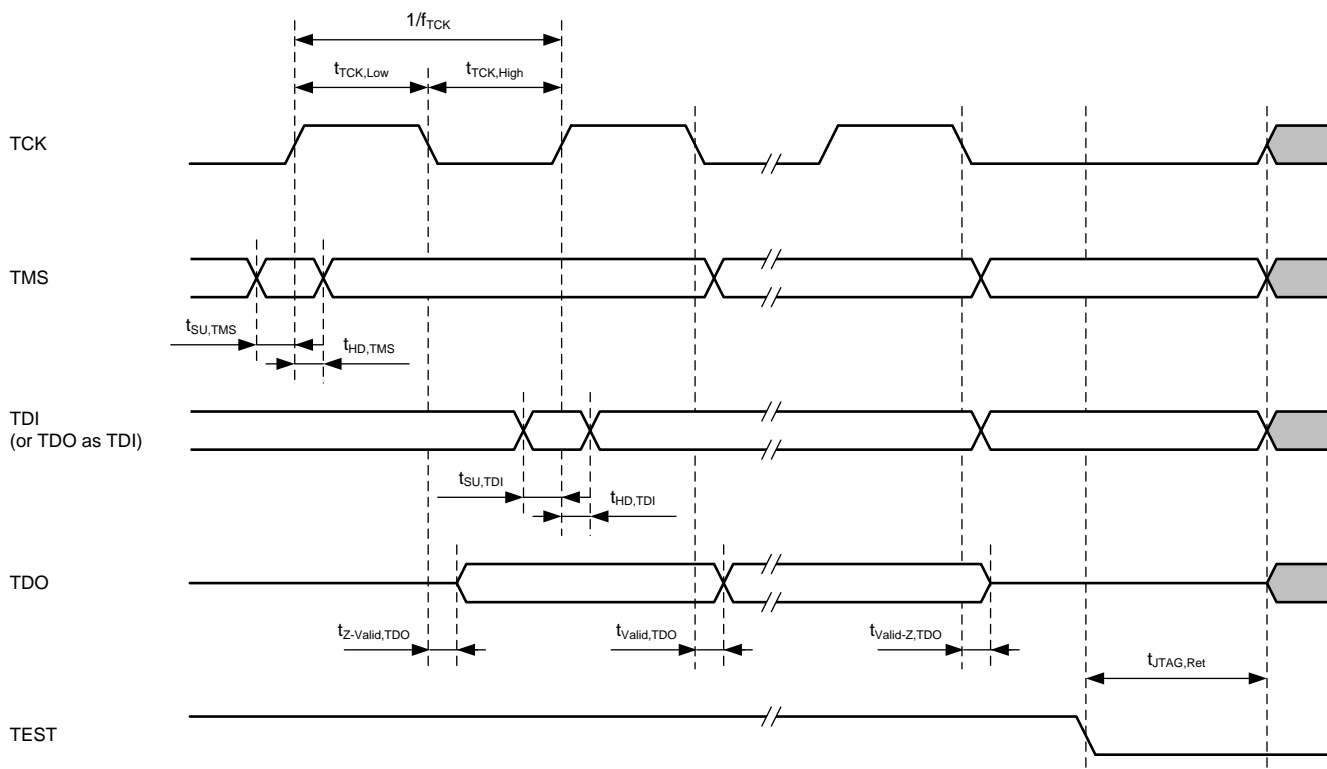 1/fTCK
tTCK,Low
tTCK,High
TCK
TMS
tSU,TMS
tHD,TMS
TDI
(or TDO as TDI)
tSU,TDI
tHD,TDI
TDO
tZ-Valid,TDO
tValid,TDO
tValid-Z,TDO
tJTAG,Ret
TEST